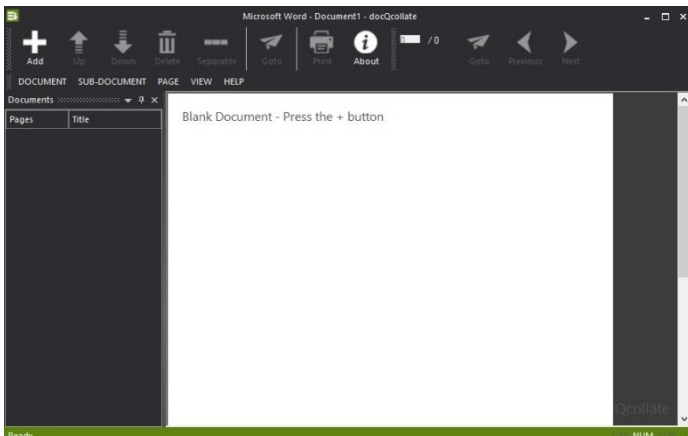 Microsoft Word - Document1 - docQcollate
Add Up Down Delete Separator Goto Print About / 0 Goto Previous Next
DOCUMENT SUB-DOCUMENT PAGE VIEW HELP
Documents
Pages Title
Blank Document - Press the + button
Qcollate
Ready NUM